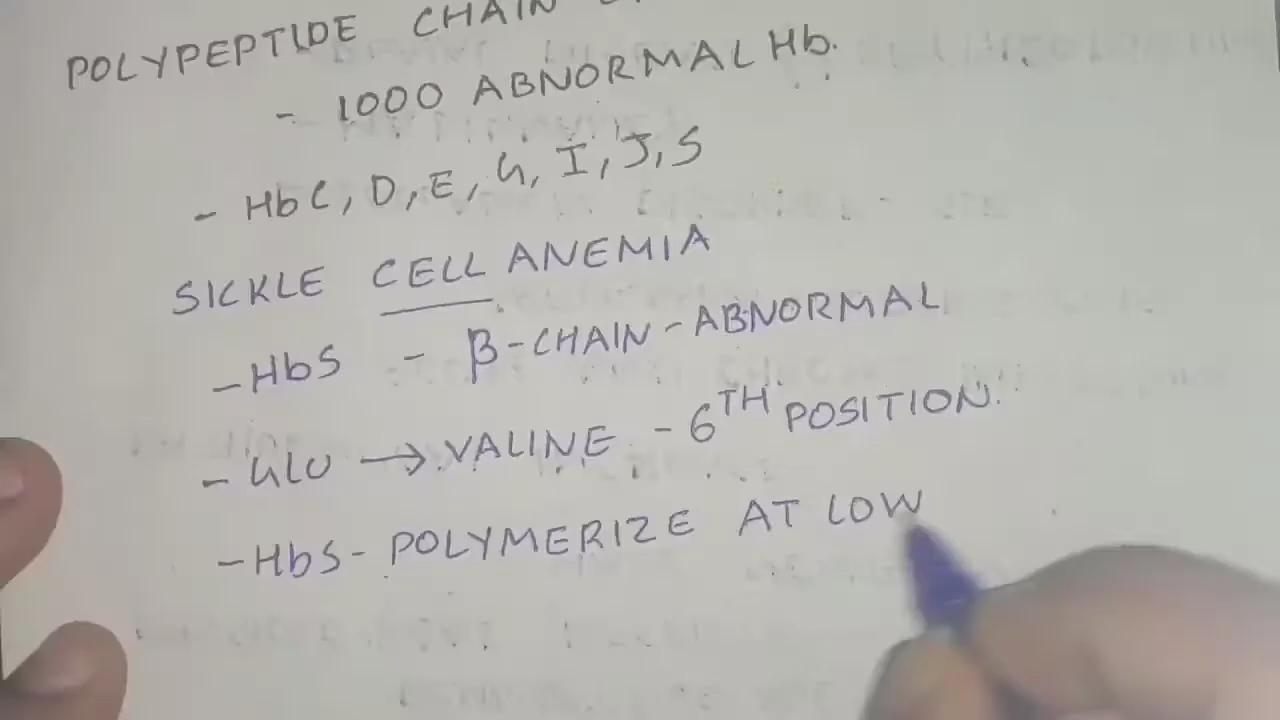 POLYPEPTIDE CHAIN
- 1000 ABNORMAL Hb.
- HbC, D, E, G, I, J, S
SICKLE CELL ANEMIA
- HbS - β-CHAIN - ABNORMAL
- GLU → VALINE - 6TH POSITION.
- HbS - POLYMERIZE AT LOW